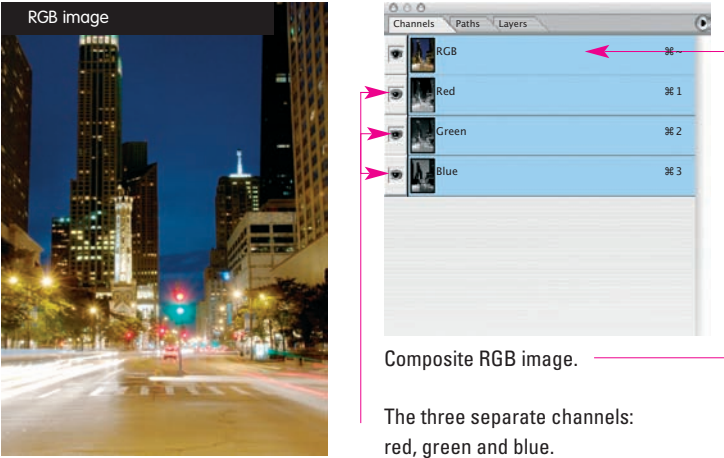 RGB image
Channels Paths Layers
RGB ⌘~
Red ⌘1
Green ⌘2
Blue ⌘3
Composite RGB image.
The three separate channels:
red, green and blue.